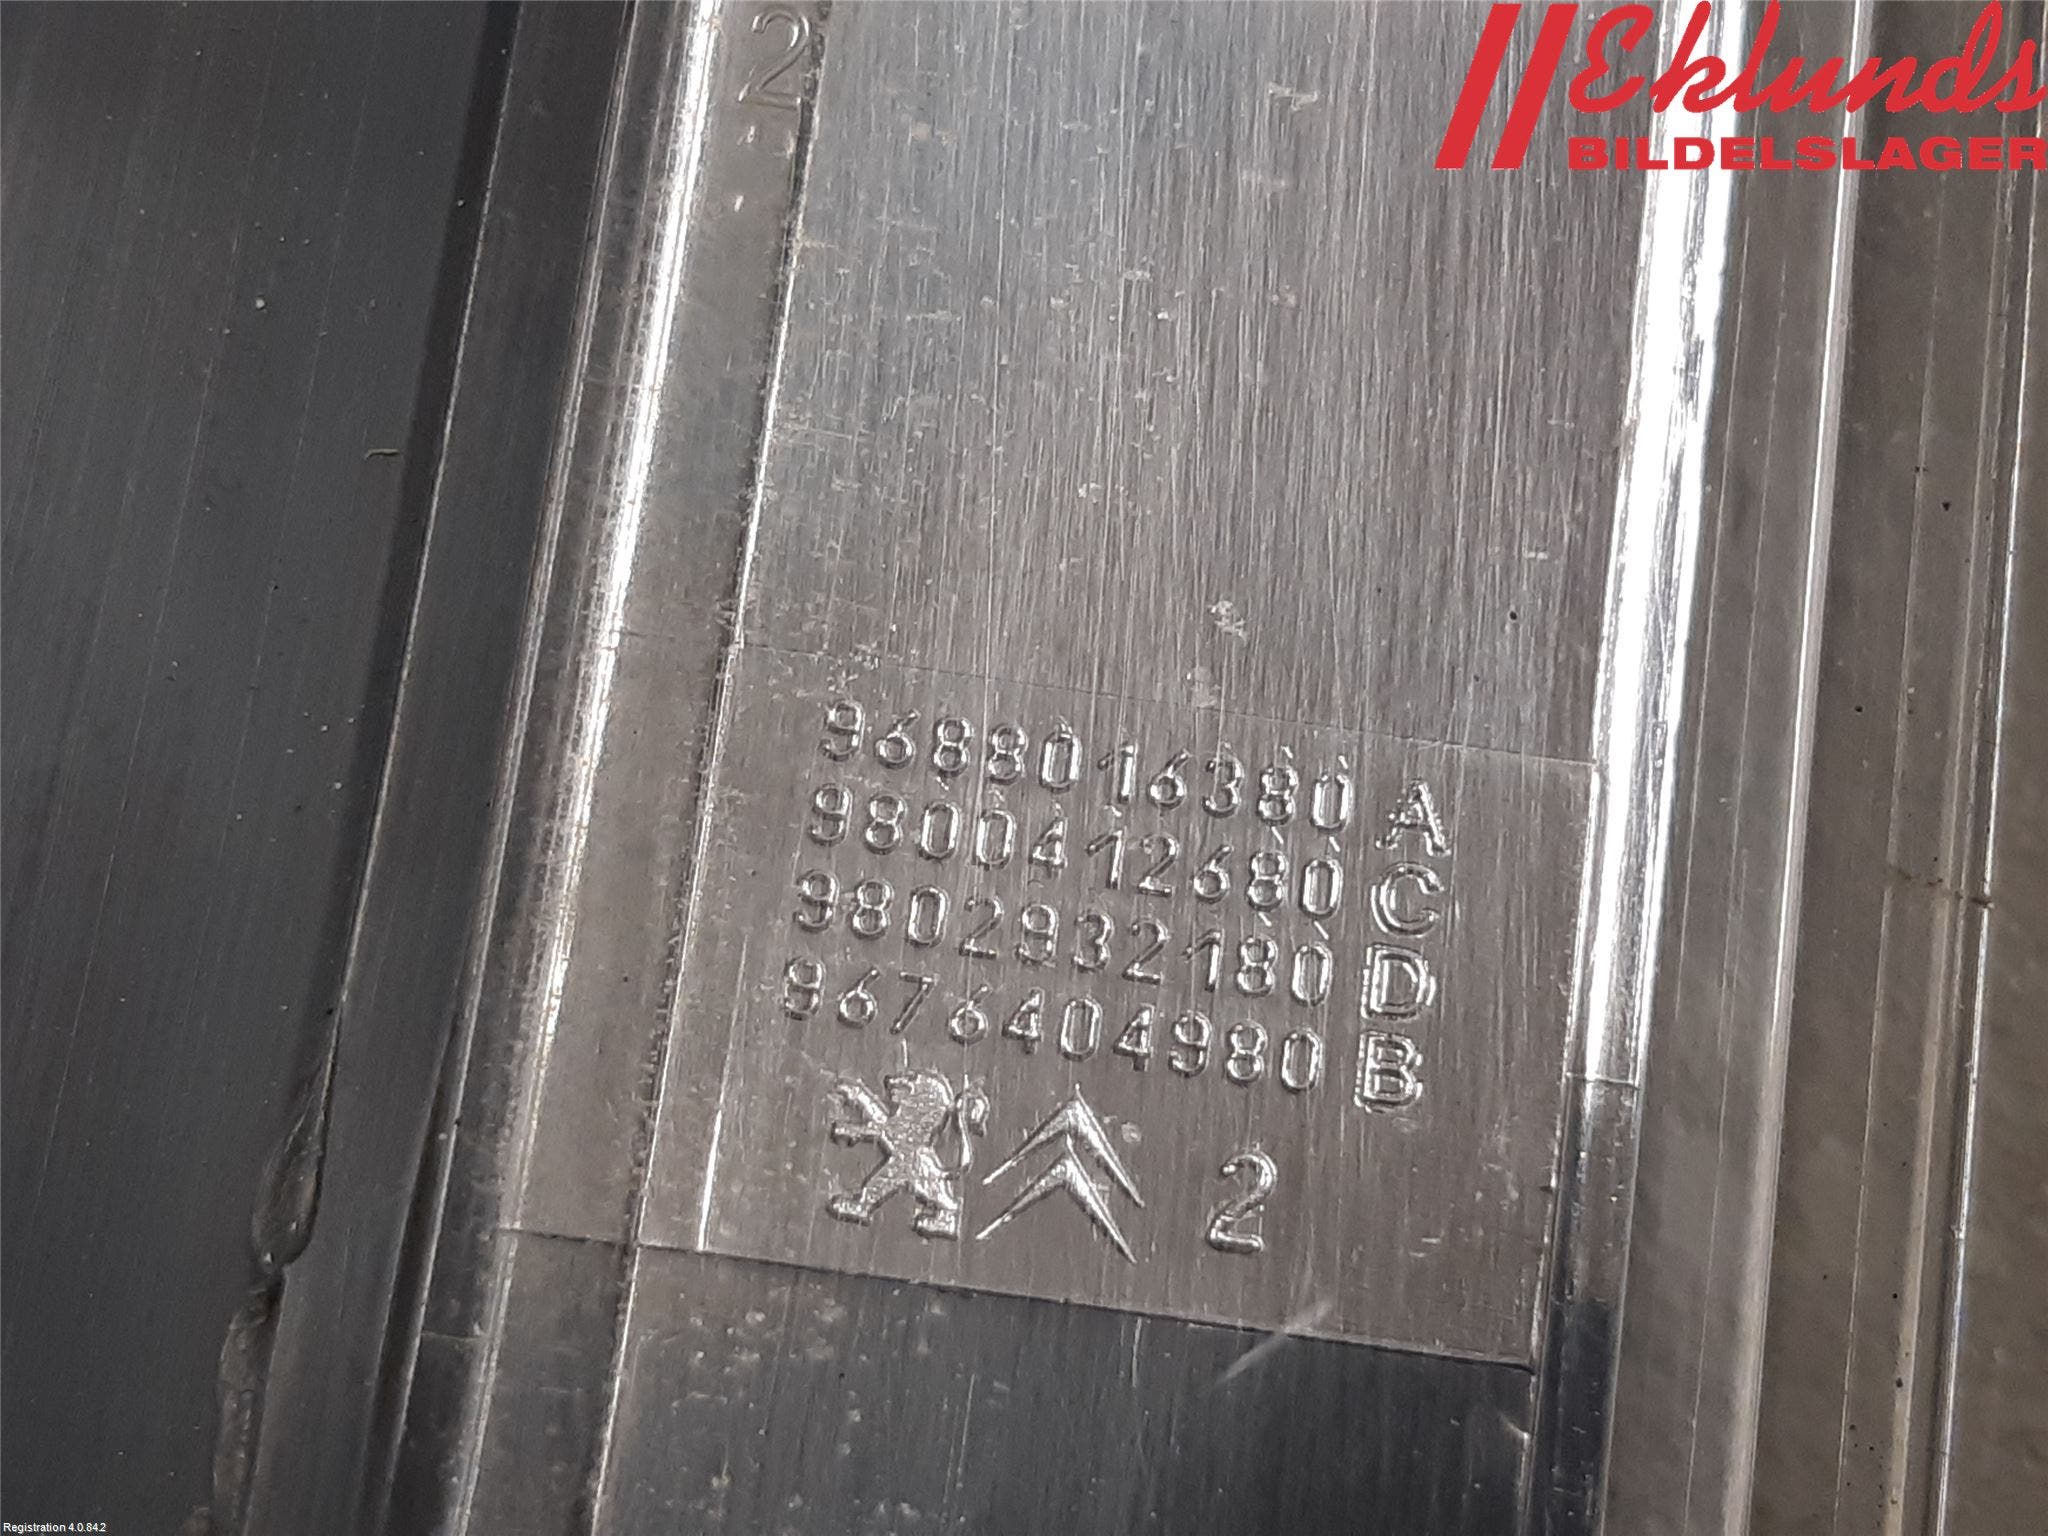 2
Eklunds
BILDELSLAGER
9688016380 A
9800412680 C
9802932180 D
9676404980 B
2
Registration 4.0.84.2